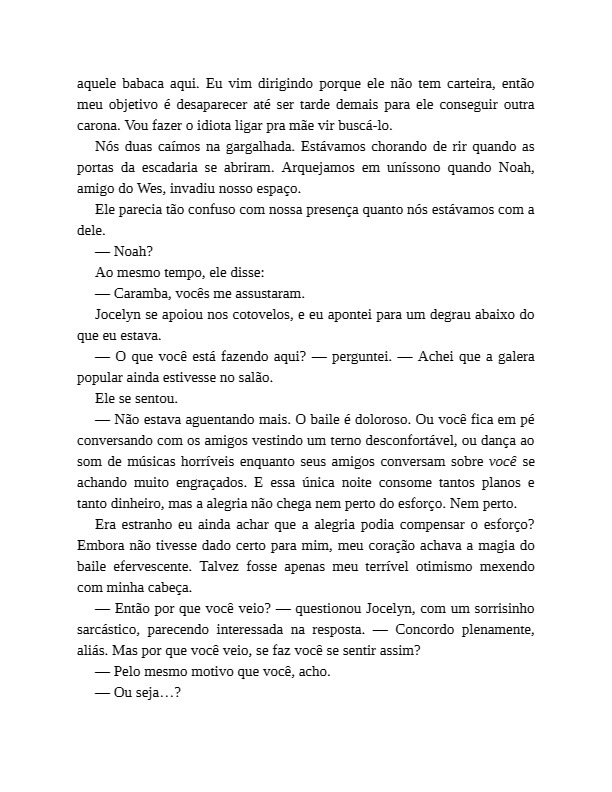 aquele babaca aqui. Eu vim dirigindo porque ele não tem carteira, então
meu objetivo é desaparecer até ser tarde demais para ele conseguir outra
carona. Vou fazer o idiota ligar pra mãe vir buscá-lo.
Nós duas caímos na gargalhada. Estávamos chorando de rir quando as
portas da escadaria se abriram. Arquejamos em uníssono quando Noah,
amigo do Wes, invadiu nosso espaço.
Ele parecia tão confuso com nossa presença quanto nós estávamos com a
dele.
— Noah?
Ao mesmo tempo, ele disse:
— Caramba, vocês me assustaram.
Jocelyn se apoiou nos cotovelos, e eu apontei para um degrau abaixo do
que eu estava.
— O que você está fazendo aqui? — perguntei. — Achei que a galera
popular ainda estivesse no salão.
Ele se sentou.
— Não estava aguentando mais. O baile é doloroso. Ou você fica em pé
conversando com os amigos vestindo um terno desconfortável, ou dança ao
som de músicas horríveis enquanto seus amigos conversam sobre você se
achando muito engraçados. E essa única noite consome tantos planos e
tanto dinheiro, mas a alegria não chega nem perto do esforço. Nem perto.
Era estranho eu ainda achar que a alegria podia compensar o esforço?
Embora não tivesse dado certo para mim, meu coração achava a magia do
baile efervescente. Talvez fosse apenas meu terrível otimismo mexendo
com minha cabeça.
— Então por que você veio? — questionou Jocelyn, com um sorrisinho
sarcástico, parecendo interessada na resposta. — Concordo plenamente,
aliás. Mas por que você veio, se faz você se sentir assim?
— Pelo mesmo motivo que você, acho.
— Ou seja…?